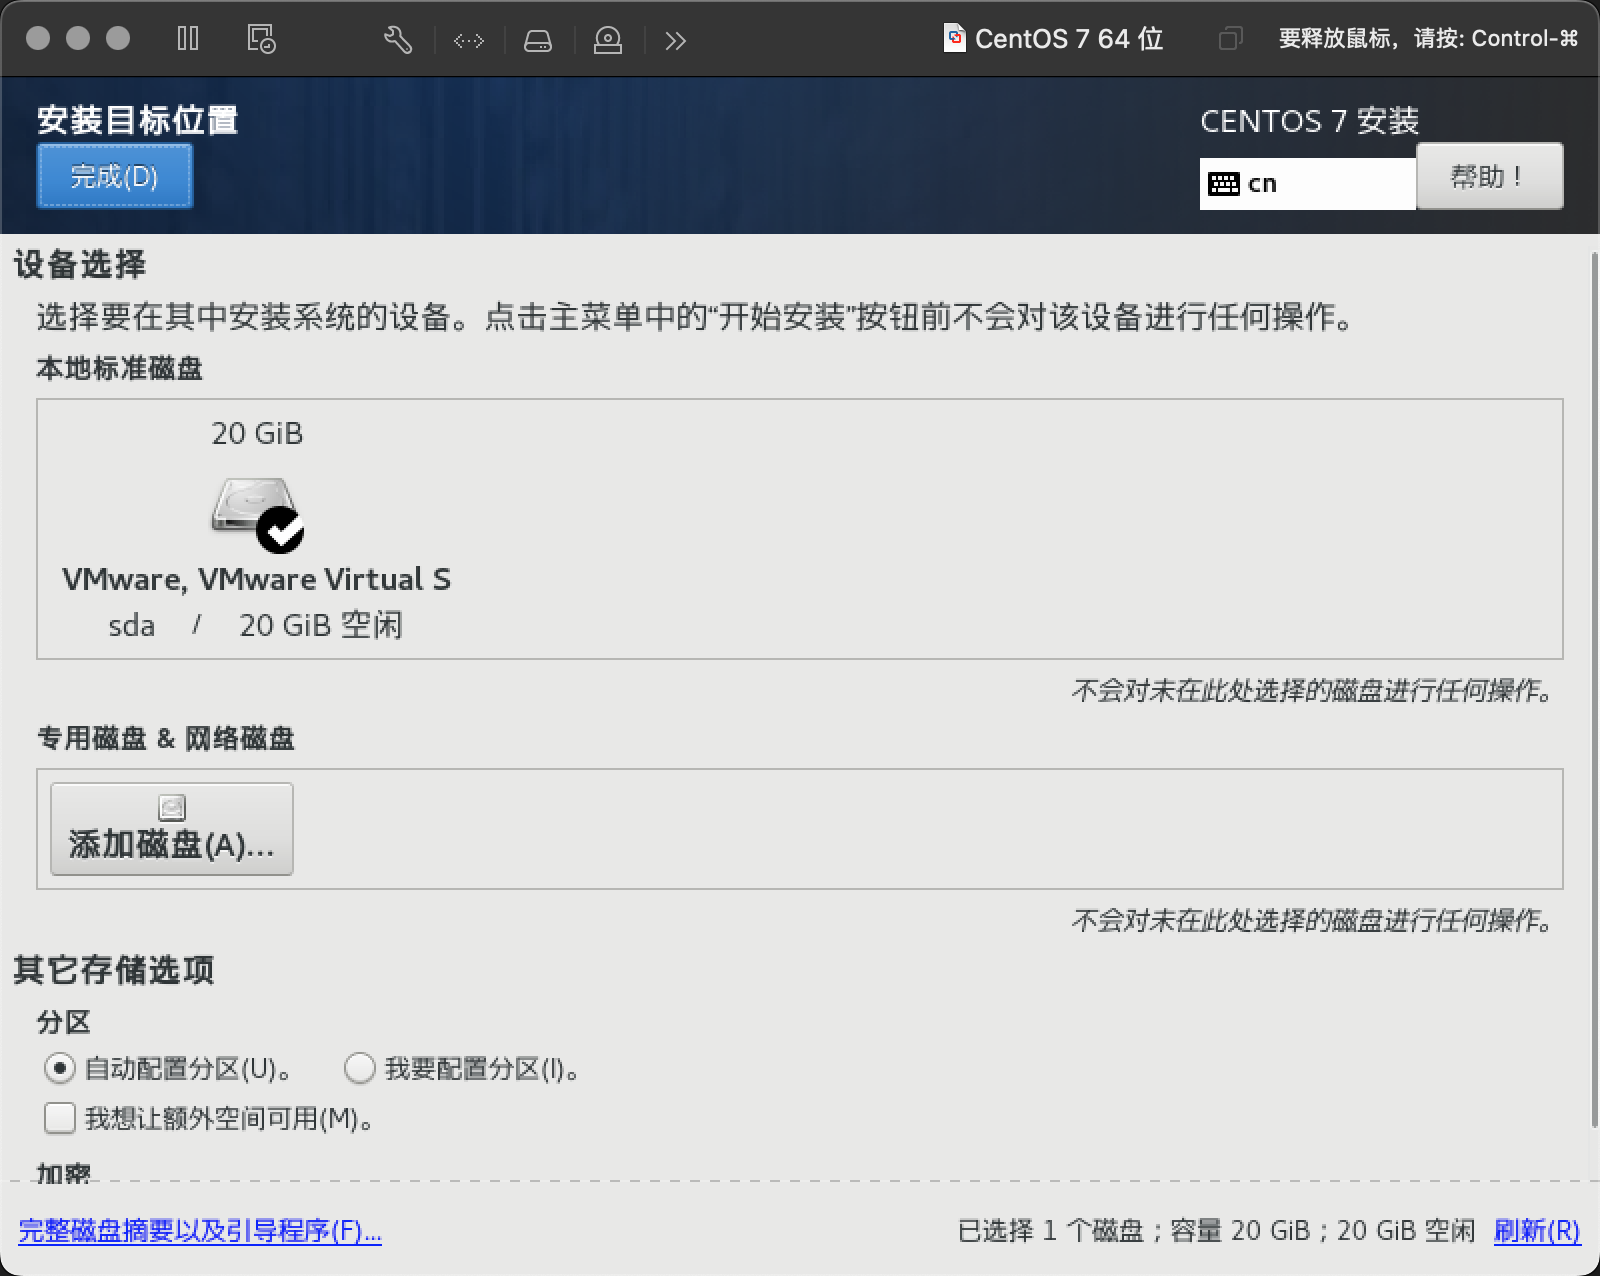 CentOS 7 64 位
要释放鼠标，请按: Control-⌘
安装目标位置
CENTOS 7 安装
完成(D)
cn
帮助！
设备选择
选择要在其中安装系统的设备。点击主菜单中的“开始安装”按钮前不会对该设备进行任何操作。
本地标准磁盘
20 GiB
VMware, VMware Virtual S
sda / 20 GiB 空闲
不会对未在此处选择的磁盘进行任何操作。
专用磁盘 & 网络磁盘
添加磁盘(A)...
不会对未在此处选择的磁盘进行任何操作。
其它存储选项
分区
自动配置分区(U)。 我要配置分区(I)。
我想让额外空间可用(M)。
加密
完整磁盘摘要以及引导程序(F)...
已选择 1 个磁盘；容量 20 GiB；20 GiB 空闲 刷新(R)